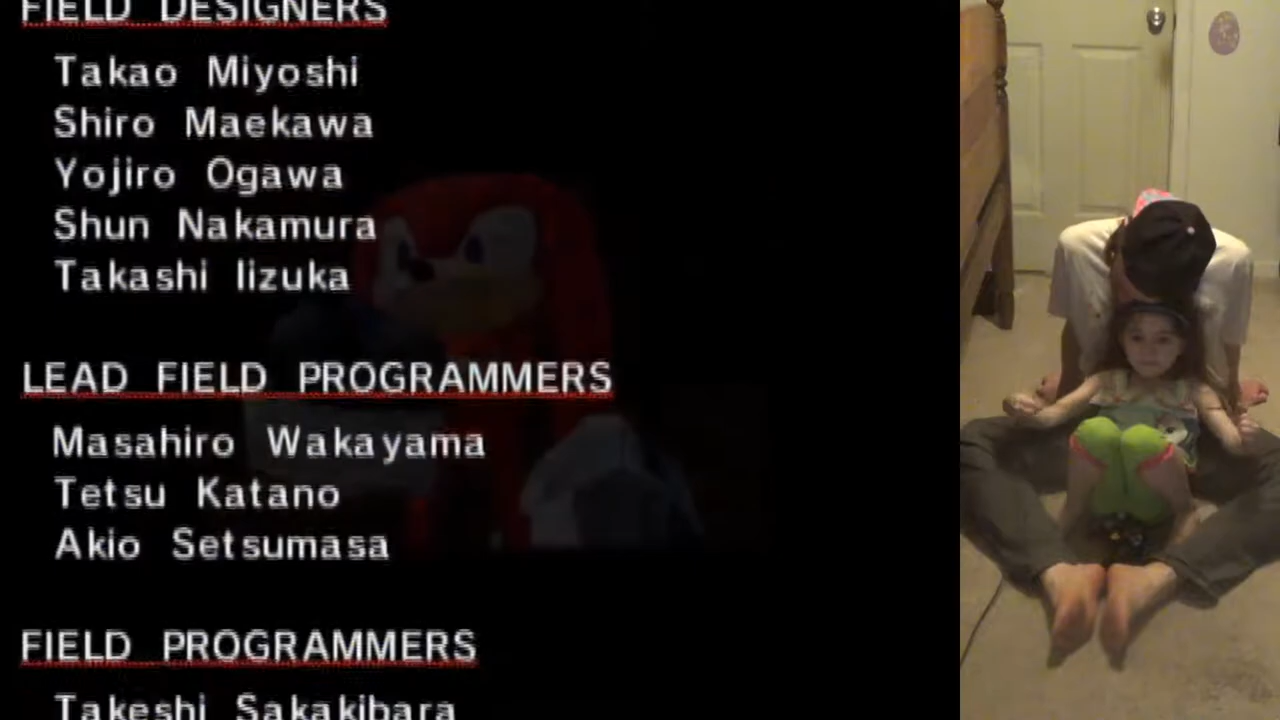 FIELD DESIGNERS
Takao Miyoshi
Shiro Maekawa
Yojiro Ogawa
Shun Nakamura
Takashi Iizuka
LEAD FIELD PROGRAMMERS
Masahiro Wakayama
Tetsu Katano
Akio Setsumasa
FIELD PROGRAMMERS
Takeshi Sakakibara